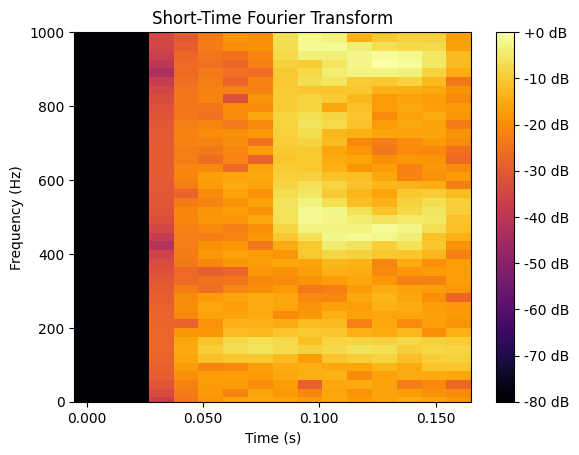 Short-Time Fourier Transform
1000
800
600
400
200
0
Frequency (Hz)
0.000
0.050
0.100
0.150
Time (s)
+0 dB
-10 dB
-20 dB
-30 dB
-40 dB
-50 dB
-60 dB
-70 dB
-80 dB